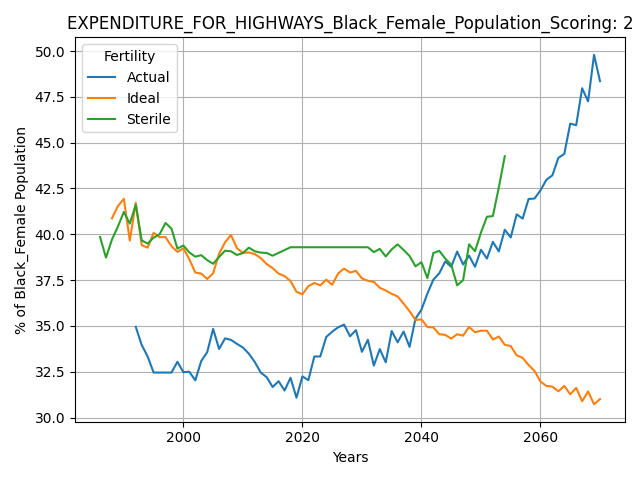 EXPENDITURE_FOR_HIGHWAYS_Black_Female_Population_Scoring: 2
Fertility
Actual
Ideal
Sterile
% of Black_Female Population
50.0
47.5
45.0
42.5
40.0
37.5
35.0
32.5
30.0
2000
2020
2040
2060
Years